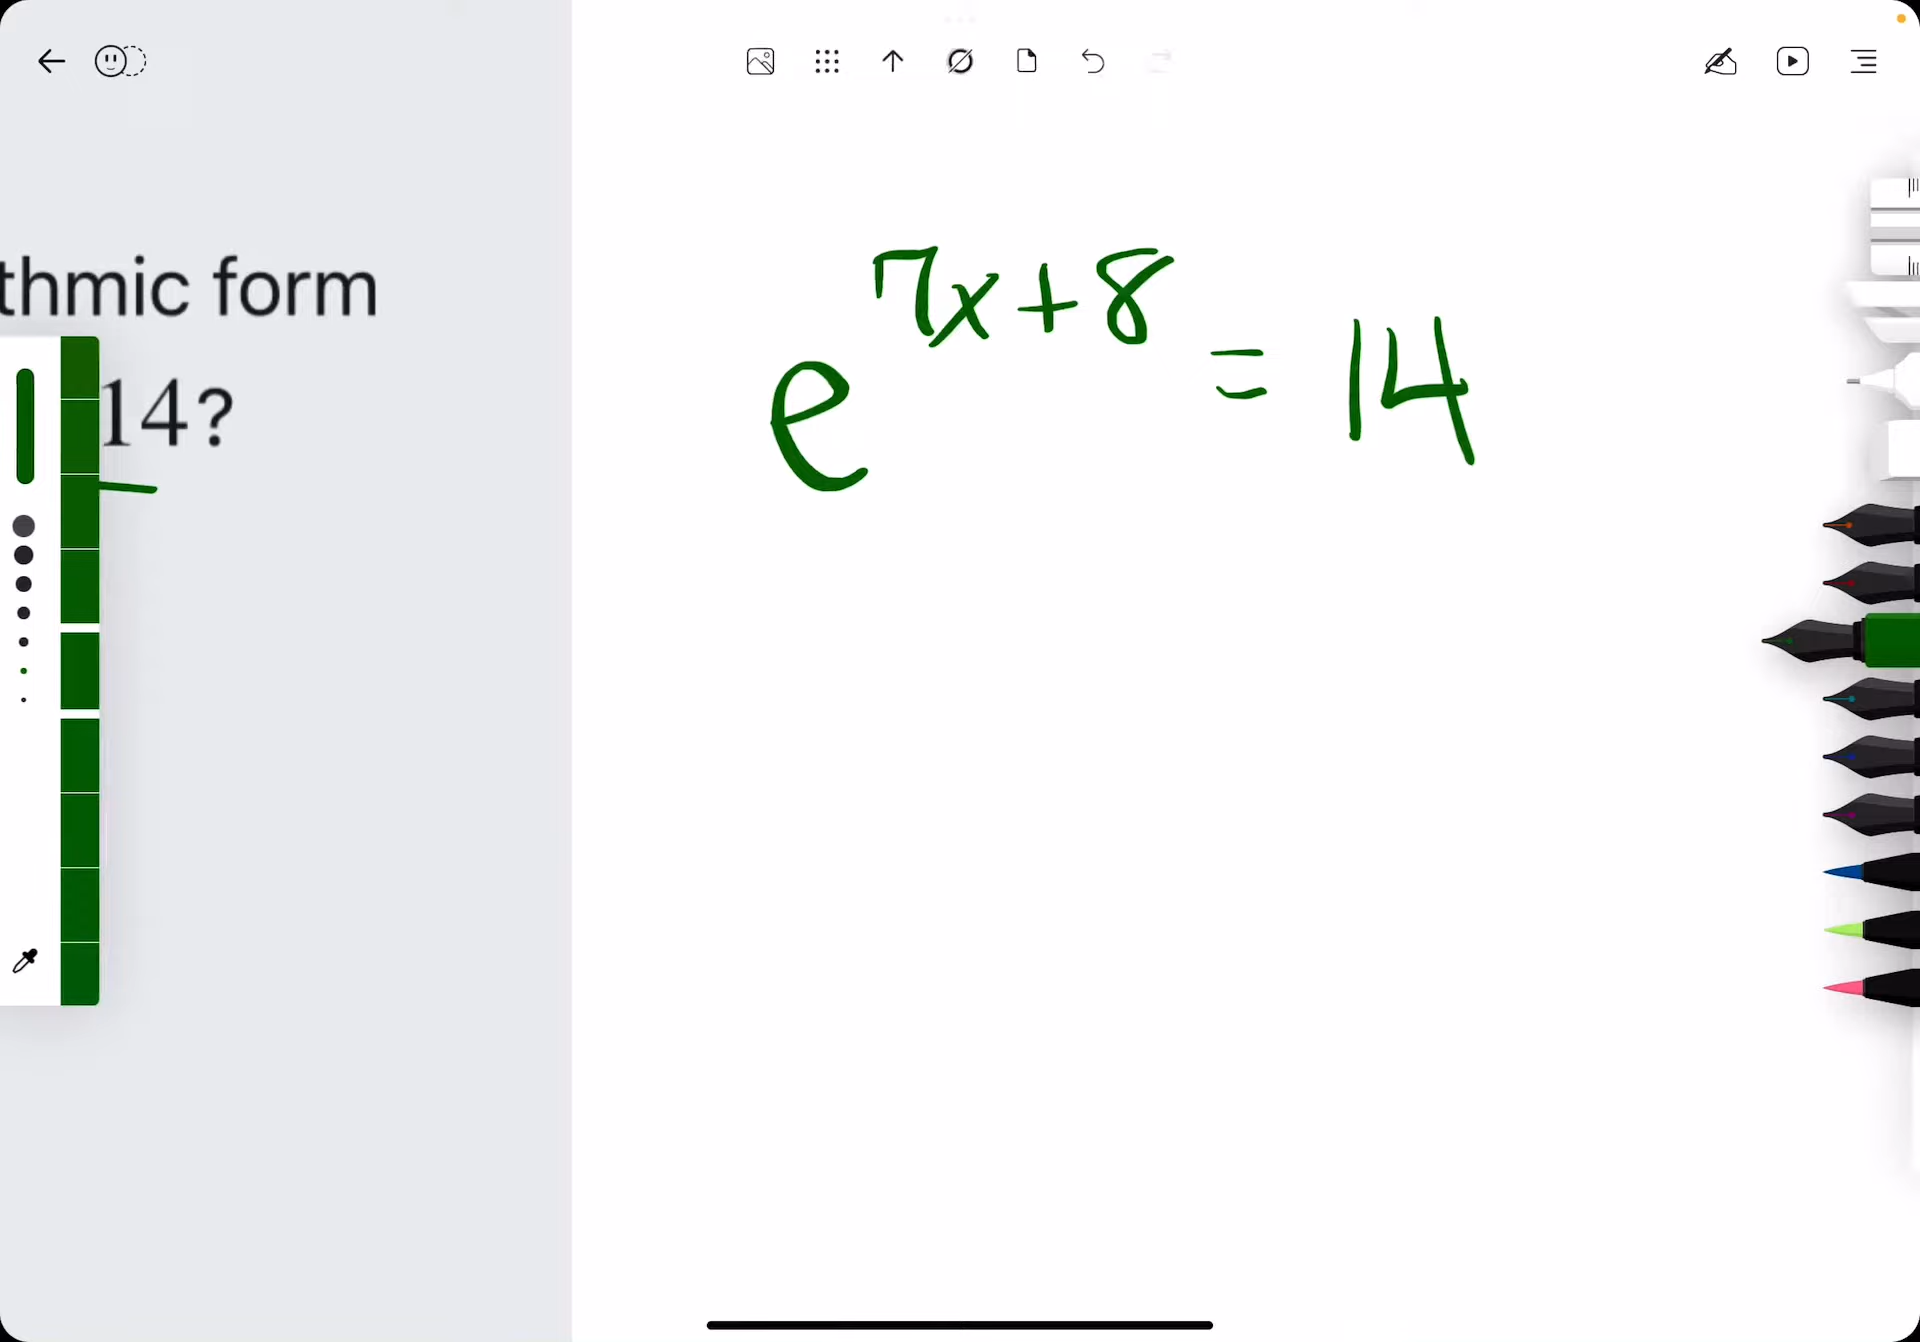 thmic form
14?
e^{7x+8} = 14